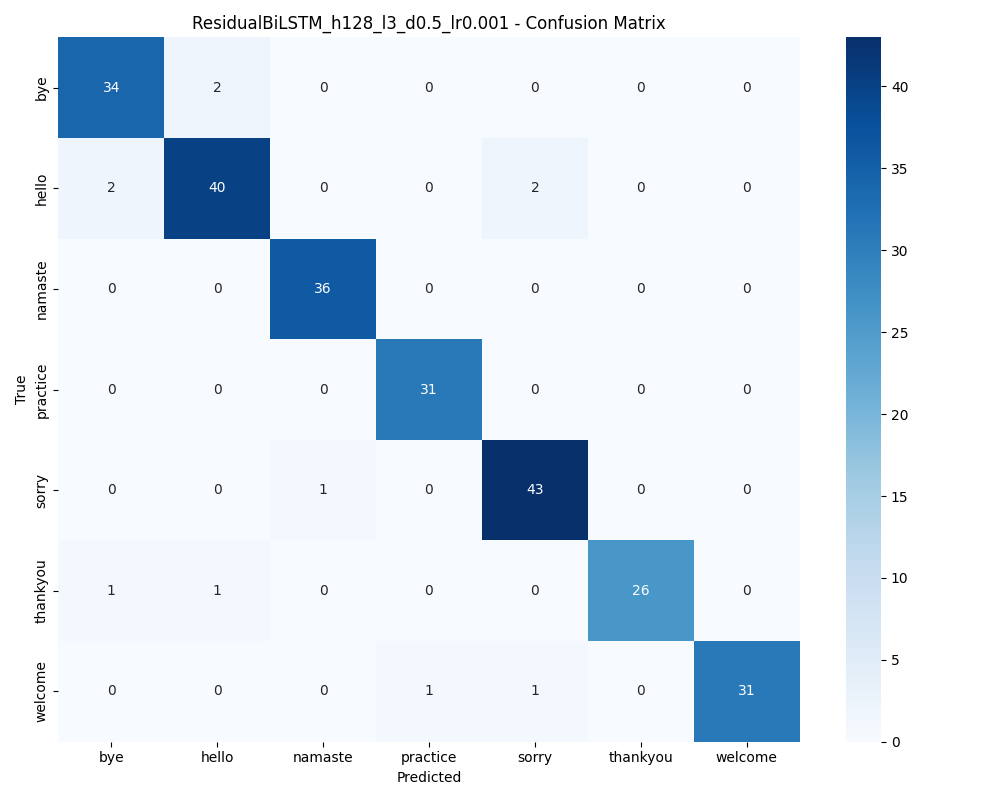 ResidualBiLSTM_h128_l3_d0.5_lr0.001 - Confusion Matrix
True
bye 34 2 0 0 0 0 0
hello 2 40 0 0 2 0 0
namaste 0 0 36 0 0 0 0
practice 0 0 0 31 0 0 0
sorry 0 0 1 0 43 0 0
thankyou 1 1 0 0 0 26 0
welcome 0 0 0 1 1 0 31
bye hello namaste practice sorry thankyou welcome
Predicted
40
35
30
25
20
15
10
5
0